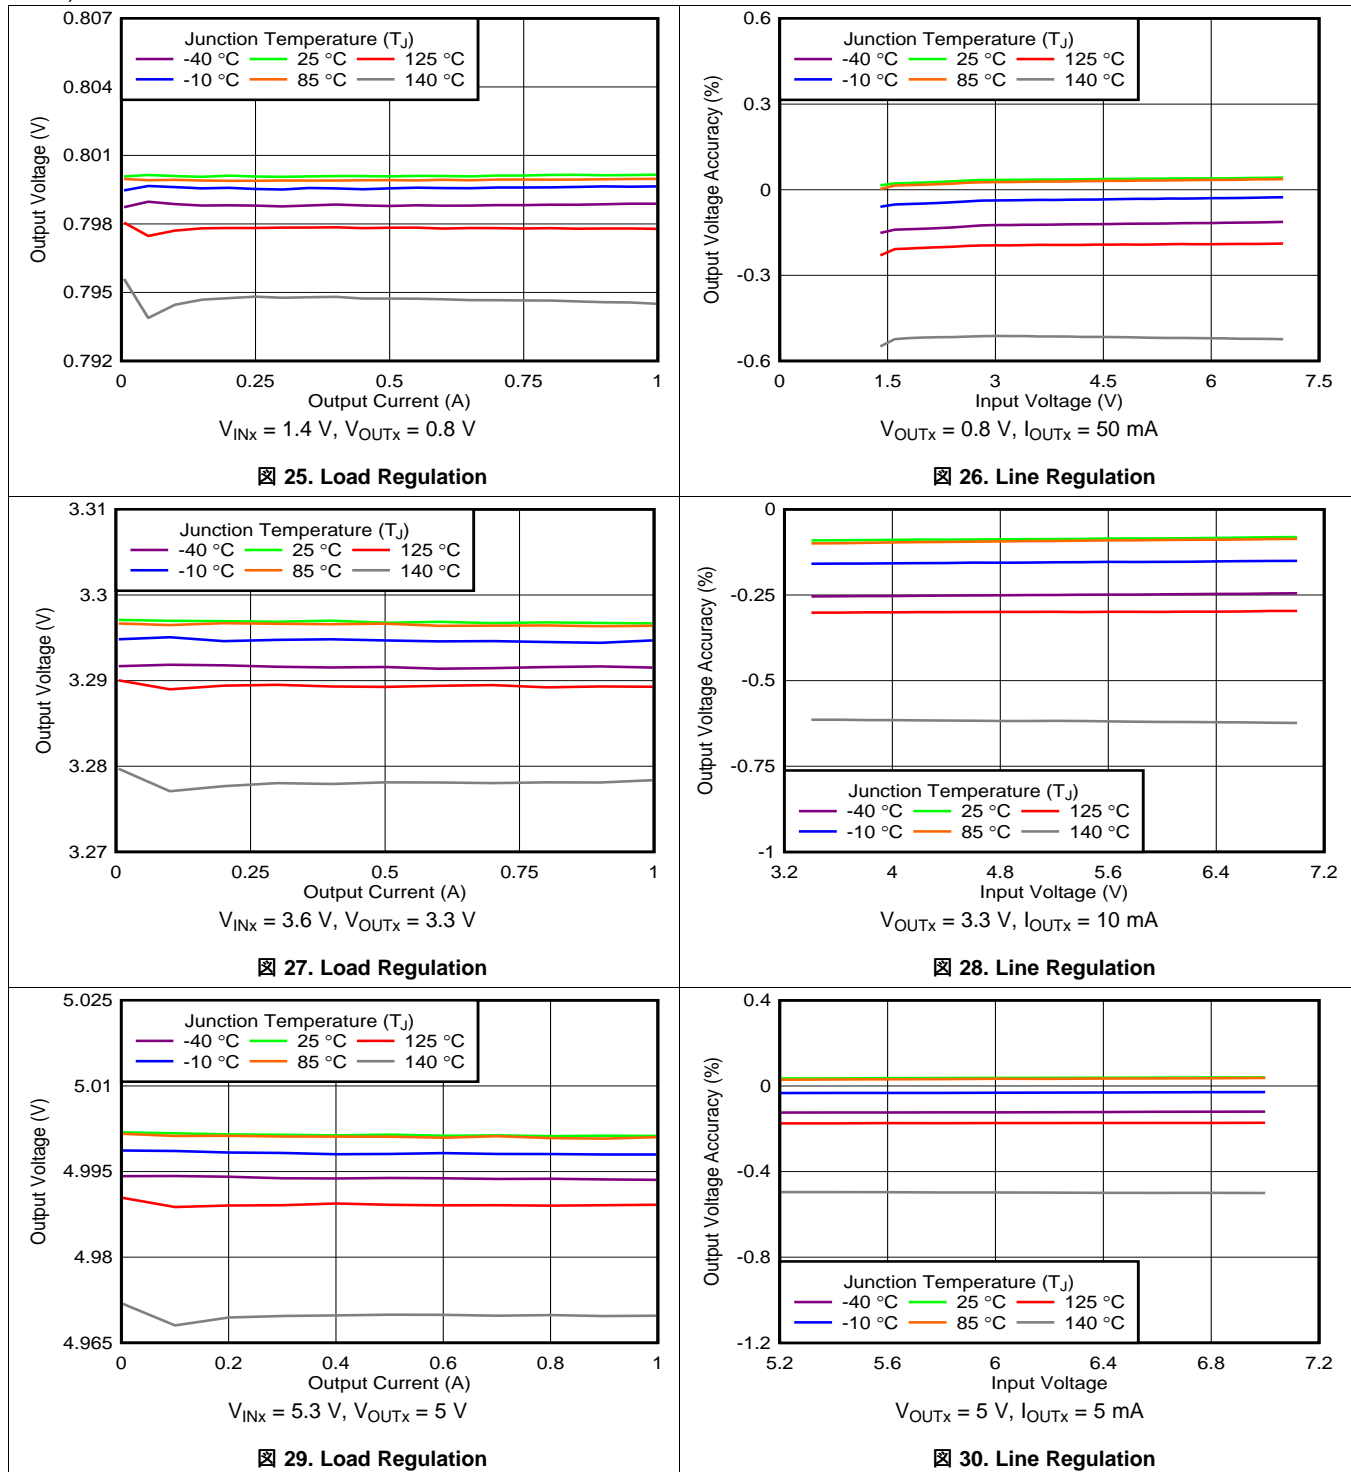 0.807
0.804
0.801
0.798
0.795
0.792
Output Voltage (V)
Junction Temperature (TJ)
-40 °C 25 °C 125 °C
-10 °C 85 °C 140 °C
0 0.25 0.5 0.75 1
Output Current (A)
VINx = 1.4 V, VOUTx = 0.8 V
図 25. Load Regulation
0.6
0.3
0
-0.3
-0.6
Output Voltage Accuracy (%)
Junction Temperature (TJ)
-40 °C 25 °C 125 °C
-10 °C 85 °C 140 °C
0 1.5 3 4.5 6 7.5
Input Voltage (V)
VOUTx = 0.8 V, IOUTx = 50 mA
図 26. Line Regulation
3.31
3.3
3.29
3.28
3.27
Output Voltage (V)
Junction Temperature (TJ)
-40 °C 25 °C 125 °C
-10 °C 85 °C 140 °C
0 0.25 0.5 0.75 1
Output Current (A)
VINx = 3.6 V, VOUTx = 3.3 V
図 27. Load Regulation
0
-0.25
-0.5
-0.75
-1
Output Voltage Accuracy (%)
Junction Temperature (TJ)
-40 °C 25 °C 125 °C
-10 °C 85 °C 140 °C
3.2 4 4.8 5.6 6.4 7.2
Input Voltage (V)
VOUTx = 3.3 V, IOUTx = 10 mA
図 28. Line Regulation
5.025
5.01
4.995
4.98
4.965
Output Voltage (V)
Junction Temperature (TJ)
-40 °C 25 °C 125 °C
-10 °C 85 °C 140 °C
0 0.2 0.4 0.6 0.8 1
Output Current (A)
VINx = 5.3 V, VOUTx = 5 V
図 29. Load Regulation
0.4
0
-0.4
-0.8
-1.2
Output Voltage Accuracy (%)
Junction Temperature (TJ)
-40 °C 25 °C 125 °C
-10 °C 85 °C 140 °C
5.2 5.6 6 6.4 6.8 7.2
Input Voltage
VOUTx = 5 V, IOUTx = 5 mA
図 30. Line Regulation